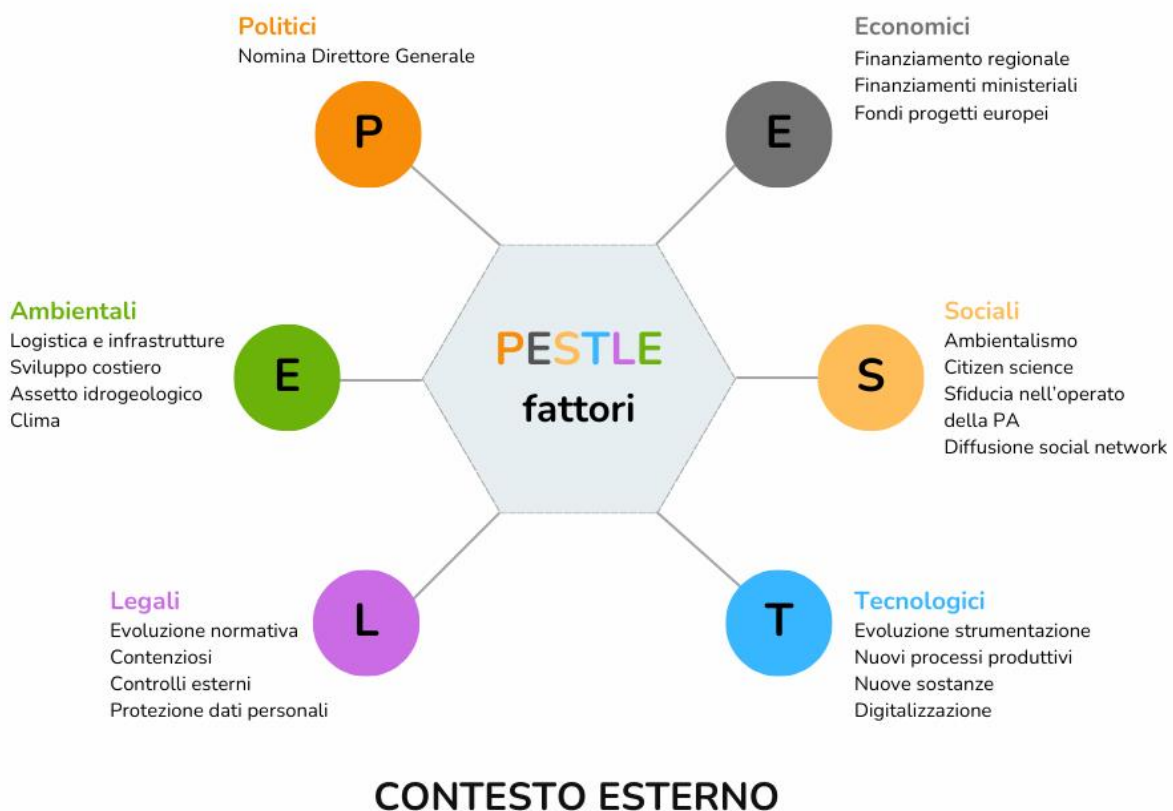 Politici
Nomina Direttore Generale
P
Economici
Finanziamento regionale
Finanziamenti ministeriali
Fondi progetti europei
E
Ambientali
Logistica e infrastrutture
Sviluppo costiero
Assetto idrogeologico
Clima
E
PESTLE
fattori
S
Sociali
Ambientalismo
Citizen science
Sfiducia nell'operato
della PA
Diffusione social network
Legali
Evoluzione normativa
Contenziosi
Controlli esterni
Protezione dati personali
L
T
Tecnologici
Evoluzione strumentazione
Nuovi processi produttivi
Nuove sostanze
Digitalizzazione
CONTESTO ESTERNO